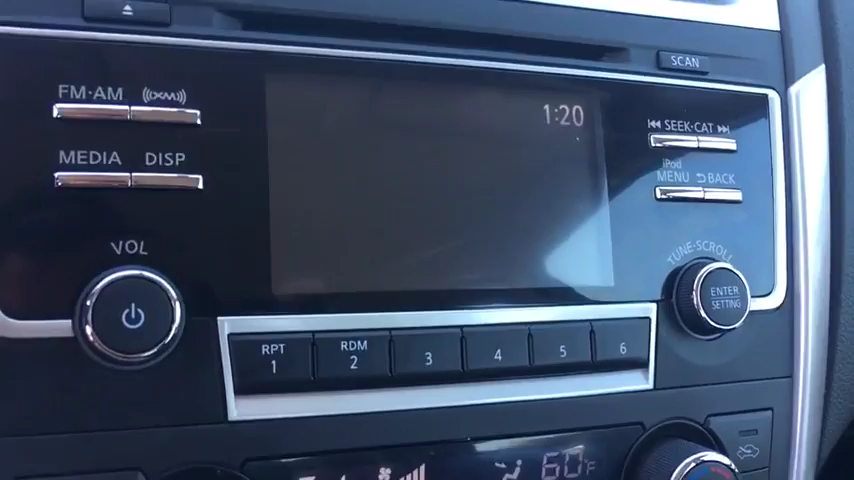 SCAN
FM·AM ((XM))
1:20
SEEK·CAT
MEDIA DISP
iPod
MENU BACK
VOL
TUNE·SCROLL
ENTER
SETTING
RPT
1
RDM
2
3
4
5
6
60°F